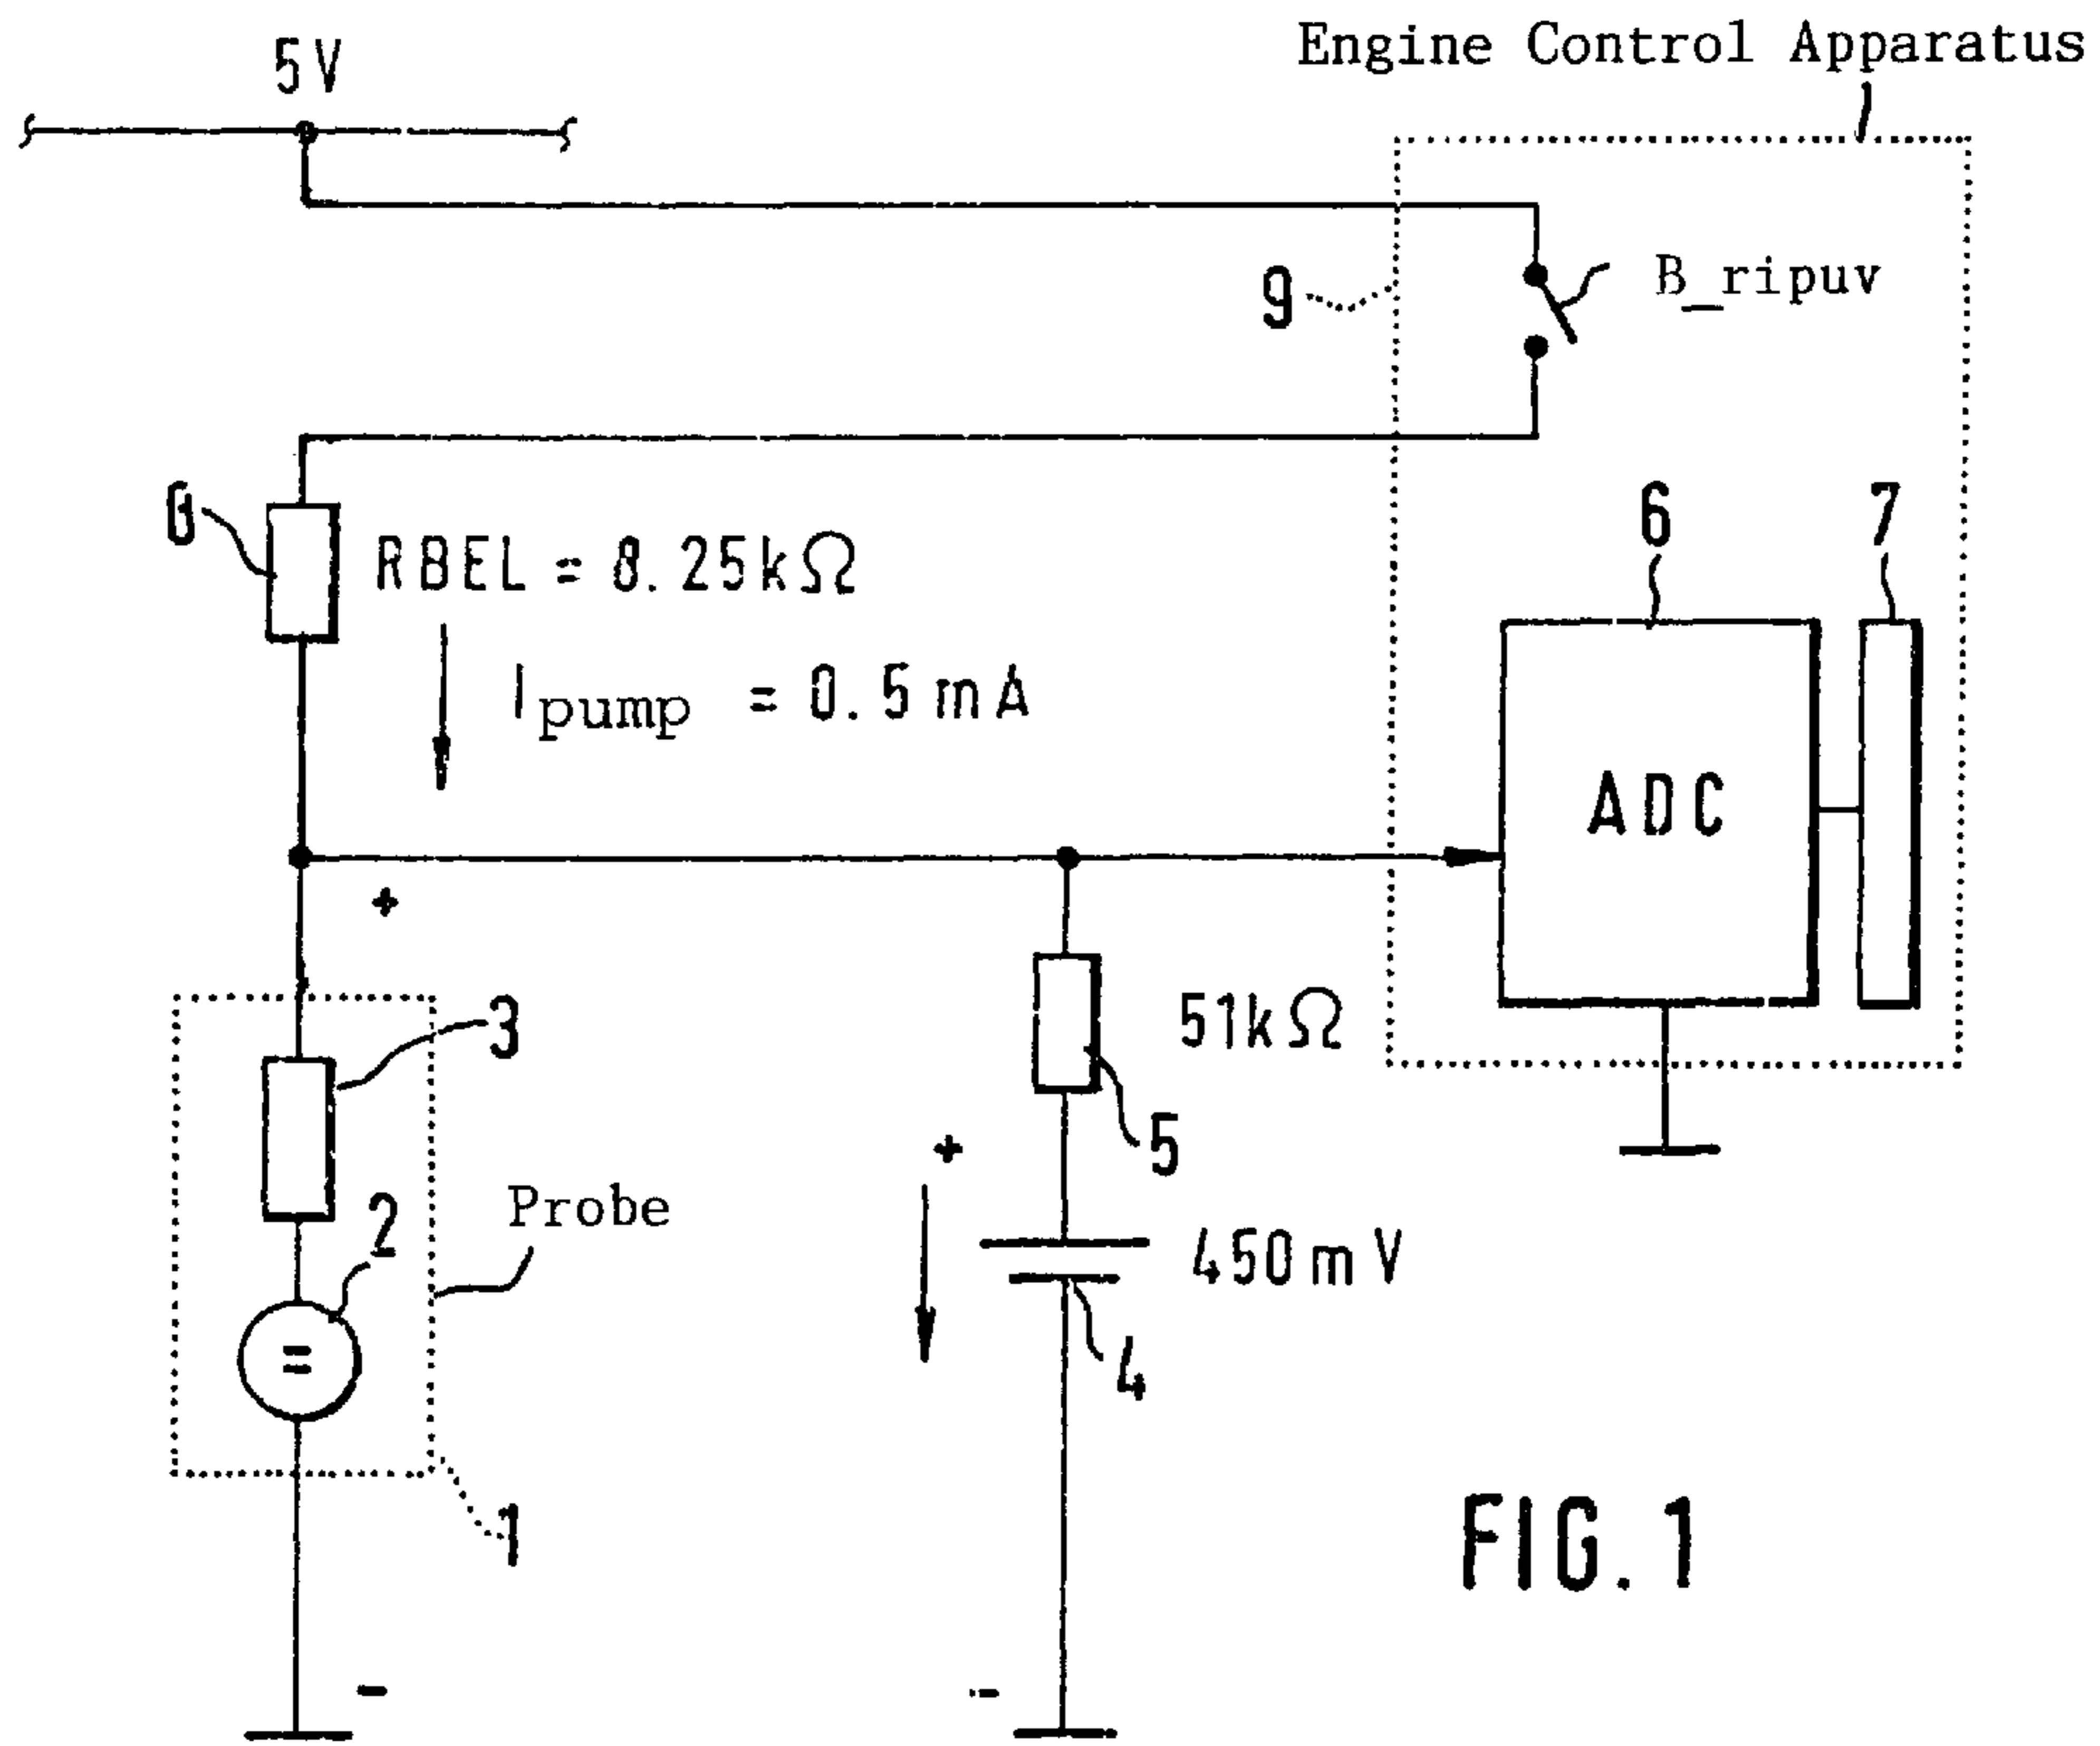 Engine Control Apparatus
5V
9
B_ripuv
6
7
RBEL = 8.25kΩ
I pump = 0.5mA
ADC
+
3
51kΩ
5
+
2
Probe
450mV
4
1
FIG.1
-
-